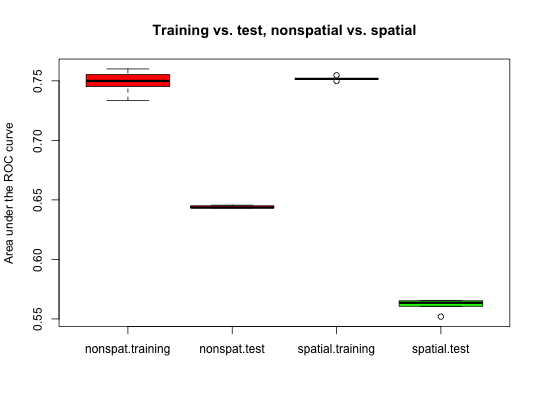 Training vs. test, nonspatial vs. spatial
Area under the ROC curve
0.75
0.70
0.65
0.60
0.55
nonspat.training nonspat.test spatial.training spatial.test